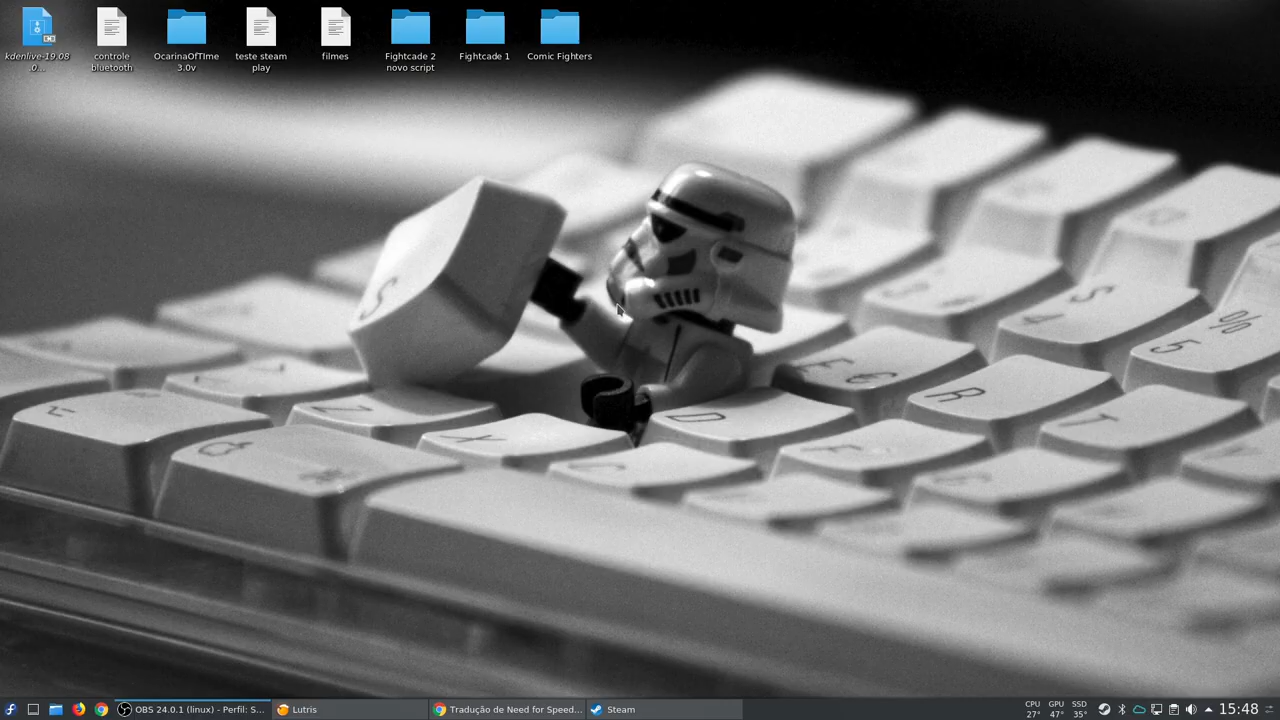 kdenlive-19.08
.0...
controle
bluetooth
OcarinaOfTIme
3.0v
teste steam
play
filmes
Fightcade 2
novo script
Fightcade 1
Comic Fighters
S
$
4
%
5
E €
R
T
D
F
Z
X
C
OBS 24.0.1 (linux) - Perfil: S...
Lutris
Tradução de Need for Speed...
Steam
CPU
27°
GPU
47°
SSD
35°
15:48